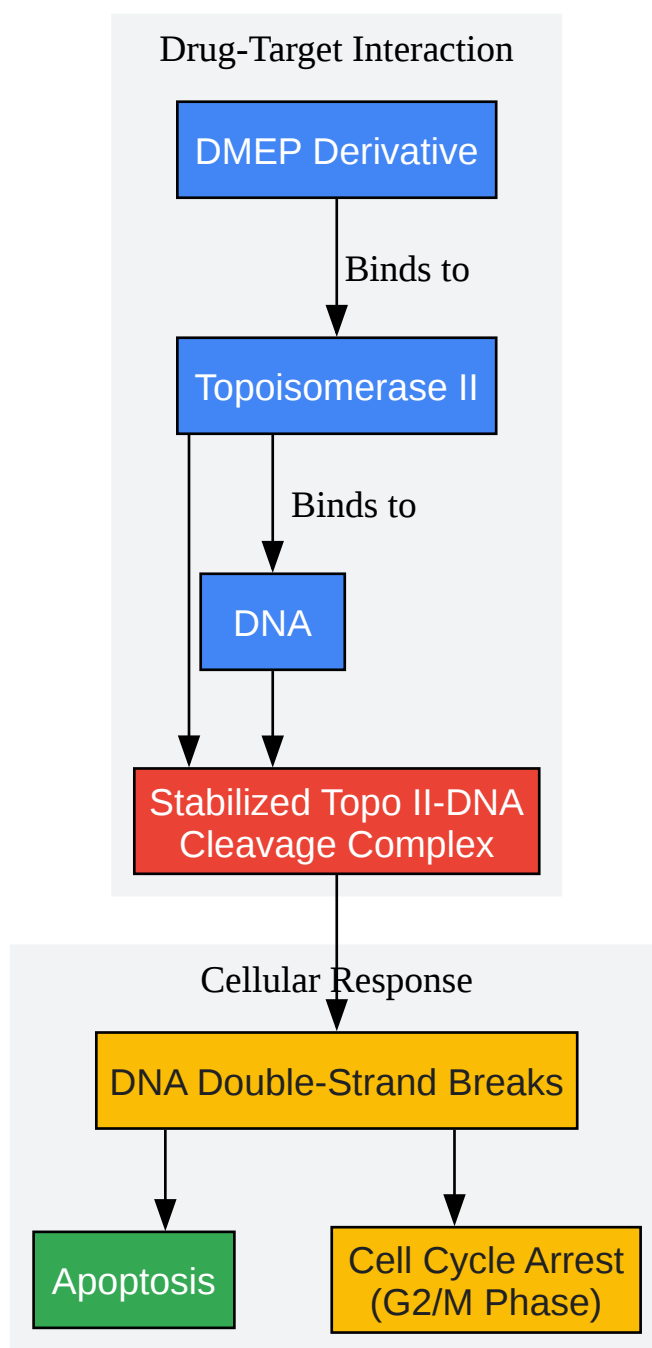 Drug-Target Interaction
DMEP Derivative
Binds to
Topoisomerase II
Binds to
DNA
Stabilized Topo II-DNA
Cleavage Complex
Cellular Response
DNA Double-Strand Breaks
Apoptosis
Cell Cycle Arrest
(G2/M Phase)